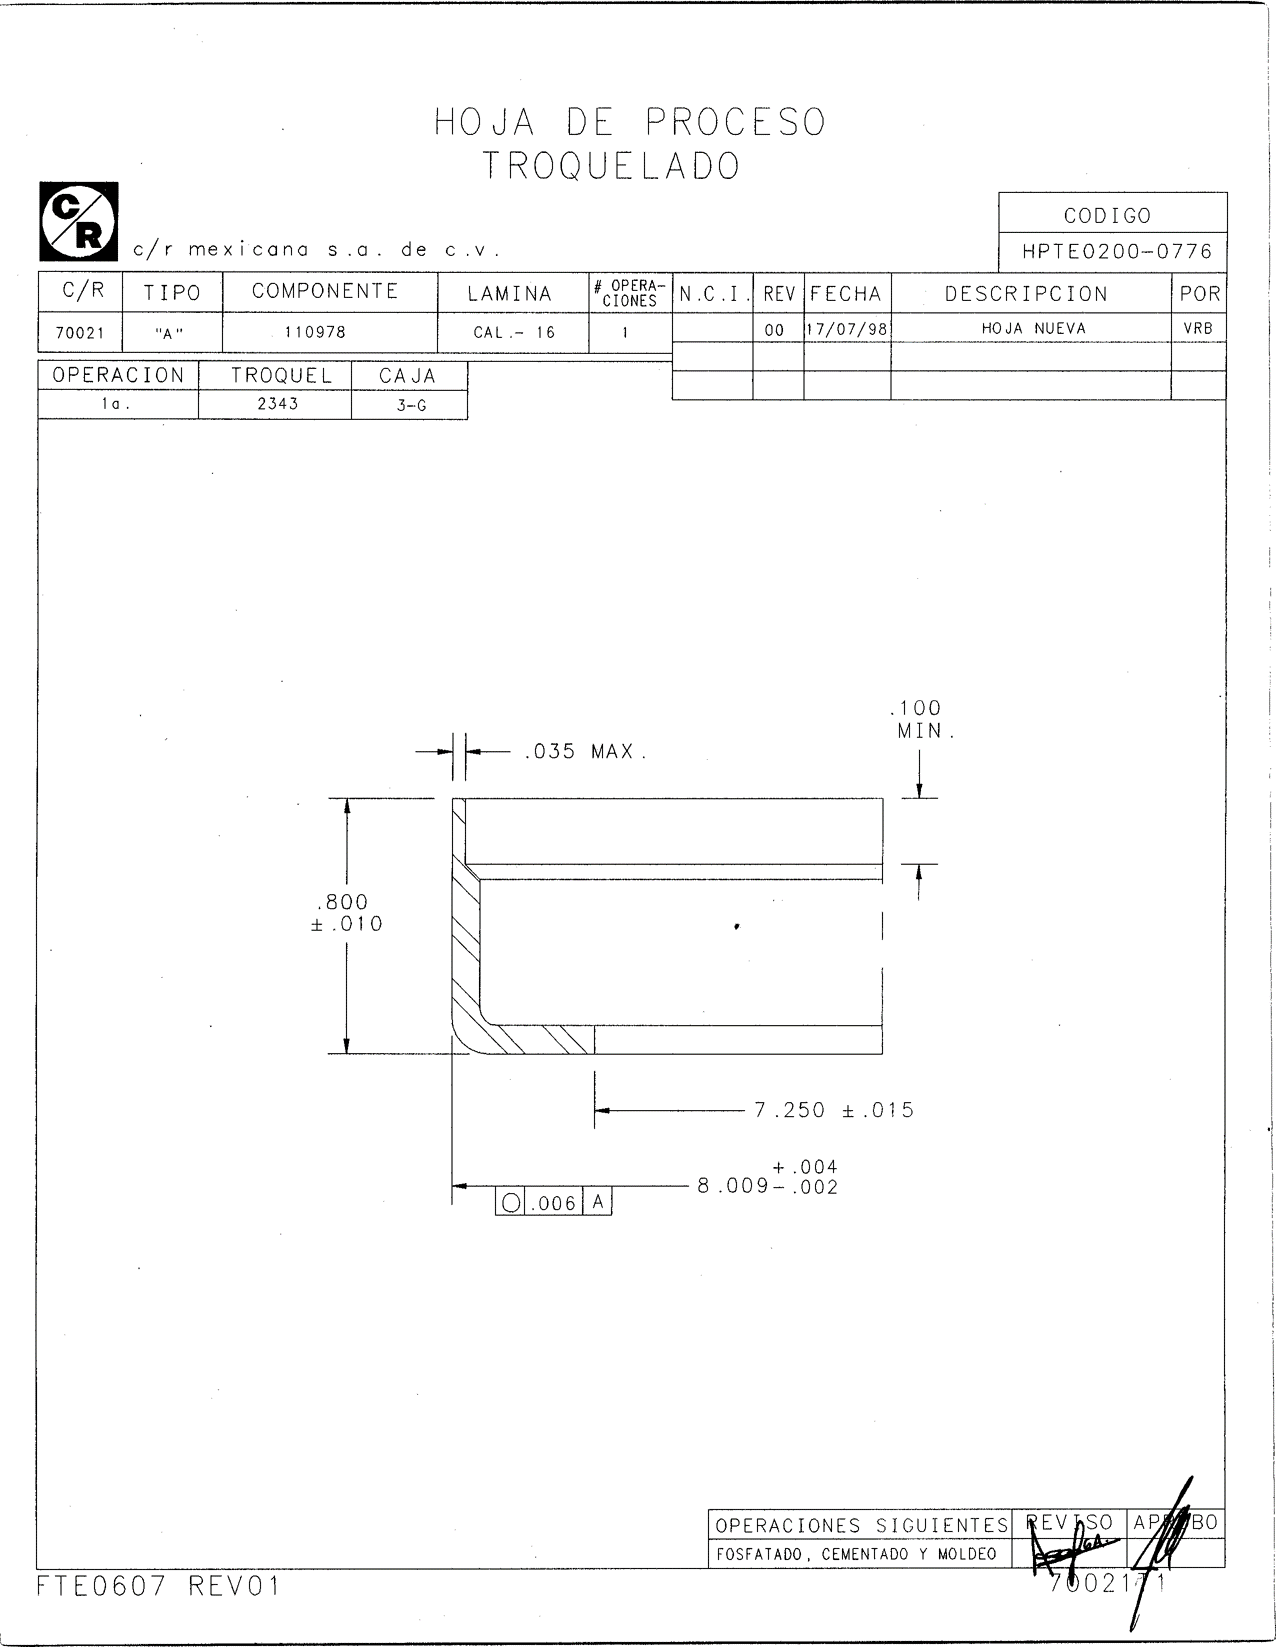 HOJA DE PROCESO
TROQUELADO
C/R
c/r mexicana s.a. de c.v.
CODIGO
HPTE0200-0776
C/R TIPO COMPONENTE LAMINA # OPERA-CIONES N.C.I. REV FECHA DESCRIPCION POR
70021 "A" 110978 CAL.- 16 1 00 17/07/98 HOJA NUEVA VRB
OPERACION TROQUEL CAJA
1a. 2343 3-G
.100
MIN.
.035 MAX.
.800
±.010
7.250 ±.015
+.004
8.009-.002
.006 A
OPERACIONES SIGUIENTES REVISO APROBO
FOSFATADO, CEMENTADO Y MOLDEO
FTE0607 REV01